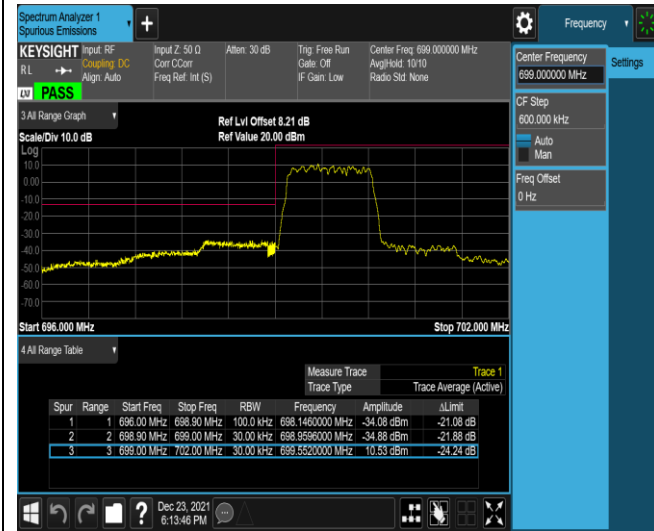 Spectrum Analyzer 1
Spurious Emissions
Frequency
KEYSIGHT
RL
Input: RF
Coupling: DC
Align: Auto
Input Z: 50 Ω
Corr CCorr
Freq Ref: Int (S)
Atten: 30 dB
Trig: Free Run
Gate: Off
IF Gain: Low
Center Freq: 699.000000 MHz
Avg|Hold: 10/10
Radio Std: None
LXI PASS
Center Frequency
699.000000 MHz
Settings
CF Step
600.000 kHz
Auto
Man
Freq Offset
0 Hz
3 All Range Graph
Ref Lvl Offset 8.21 dB
Scale/Div 10.0 dB
Ref Value 20.00 dBm
Log
10.0
0.00
-10.0
-20.0
-30.0
-40.0
-50.0
-60.0
-70.0
Start 696.000 MHz
Stop 702.000 MHz
4 All Range Table
Measure Trace Trace 1
Trace Type Trace Average (Active)
Spur Range Start Freq Stop Freq RBW Frequency Amplitude ΔLimit
1 1 696.00 MHz 698.90 MHz 100.0 kHz 698.1460000 MHz -34.08 dBm -21.08 dB
2 2 698.90 MHz 699.00 MHz 30.00 kHz 698.9596000 MHz -34.88 dBm -21.88 dB
3 3 699.00 MHz 702.00 MHz 30.00 kHz 699.5520000 MHz 10.53 dBm -24.24 dB
?
Dec 23, 2021
6:13:46 PM